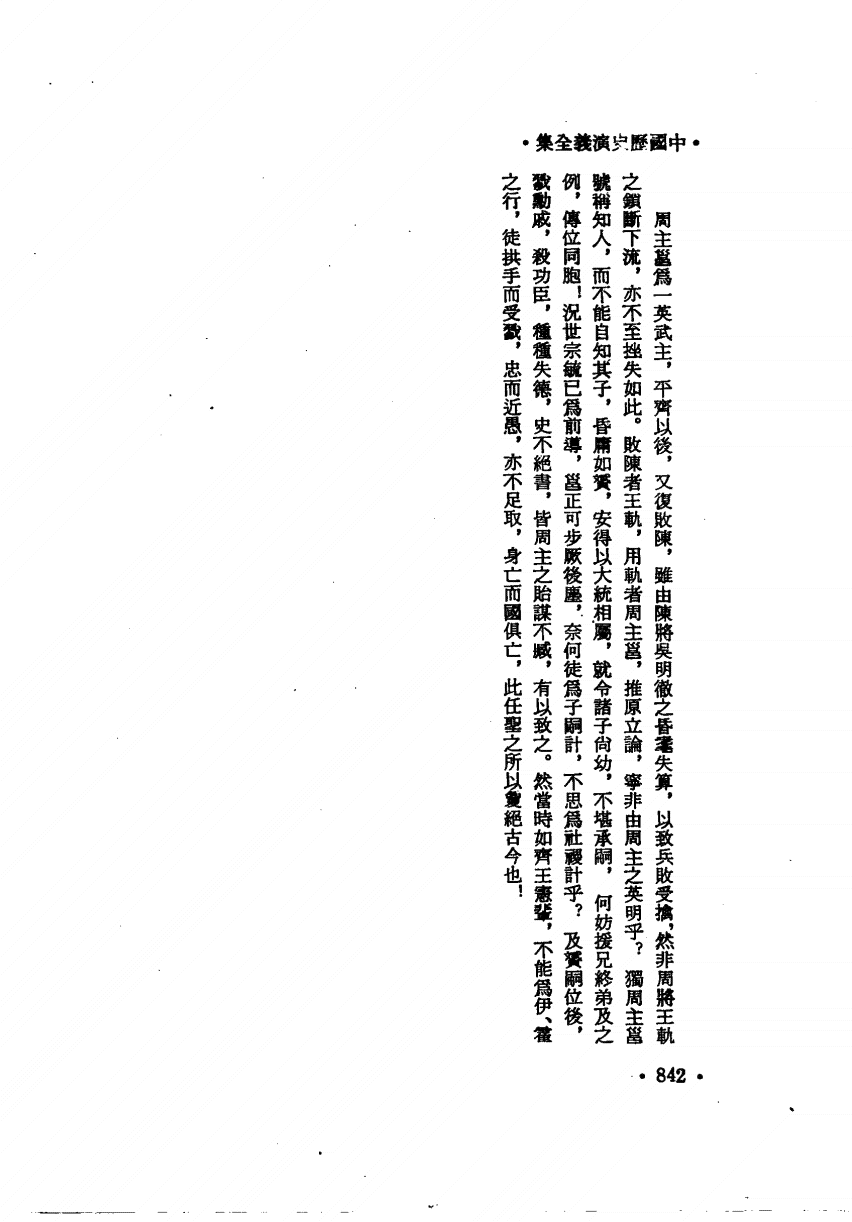 ·中國歷史演義全集·
周主邕爲一英武主，平齊以後，又復敗陳，雖由陳將吳明徹之昏耄失算，以致兵敗受擒，然非周將王軌
之鎖斷下流，亦不至挫失如此。敗陳者王軌，用軌者周主邕，推原立論，寧非由周主之英明乎？獨周主邕
號稱知人，而不能自知其子，昏庸如贇，安得以大統相屬，就令諸子尙幼，不堪承嗣，何妨援兄終弟及之
例，傳位同胞！況世宗毓已爲前導，邕正可步厥後塵，奈何徒爲子嗣計，不思爲社稷計乎？及贇嗣位後，
戮勳戚，殺功臣，種種失德，史不絕書，皆周主之貽謀不臧，有以致之。然當時如齊王憲輩，不能爲伊、霍
之行，徒拱手而受戮，忠而近愚，亦不足取，身亡而國俱亡，此任聖之所以敻絕古今也！
·842·